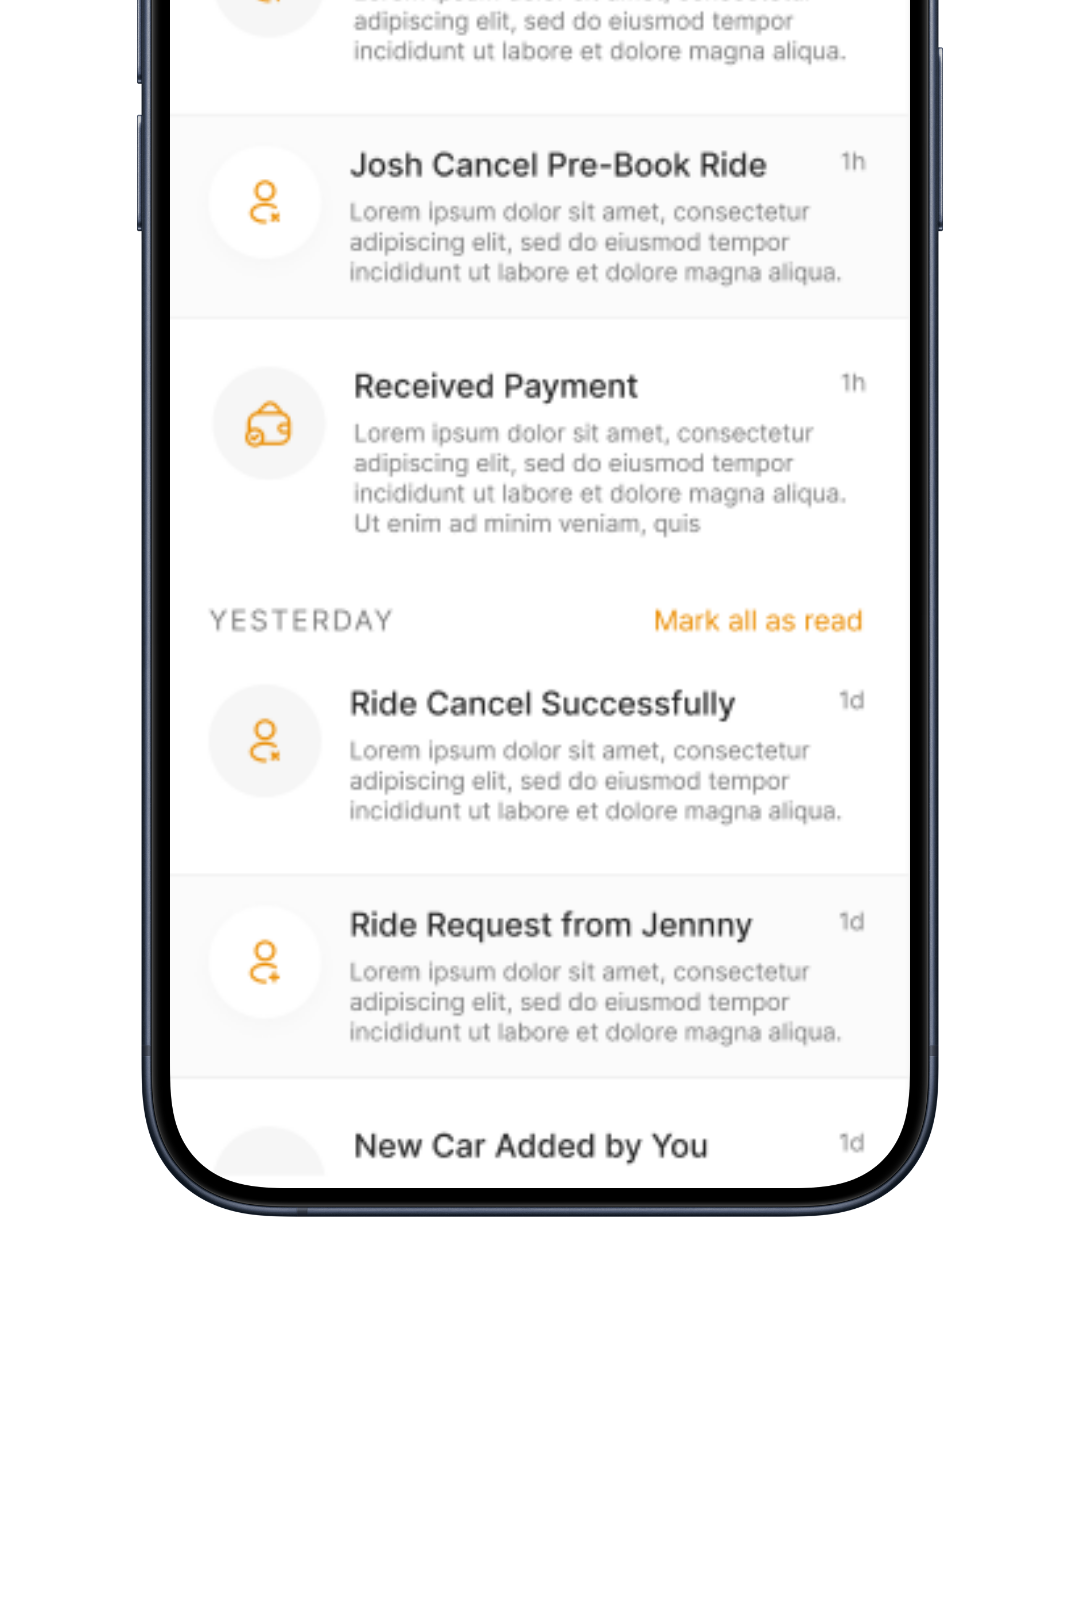 adipiscing elit, sed do eiusmod tempor
incididunt ut labore et dolore magna aliqua.
Josh Cancel Pre-Book Ride 1h
Lorem ipsum dolor sit amet, consectetur
adipiscing elit, sed do eiusmod tempor
incididunt ut labore et dolore magna aliqua.
Received Payment 1h
Lorem ipsum dolor sit amet, consectetur
adipiscing elit, sed do eiusmod tempor
incididunt ut labore et dolore magna aliqua.
Ut enim ad minim veniam, quis
YESTERDAY Mark all as read
Ride Cancel Successfully 1d
Lorem ipsum dolor sit amet, consectetur
adipiscing elit, sed do eiusmod tempor
incididunt ut labore et dolore magna aliqua.
Ride Request from Jennny 1d
Lorem ipsum dolor sit amet, consectetur
adipiscing elit, sed do eiusmod tempor
incididunt ut labore et dolore magna aliqua.
New Car Added by You 1d